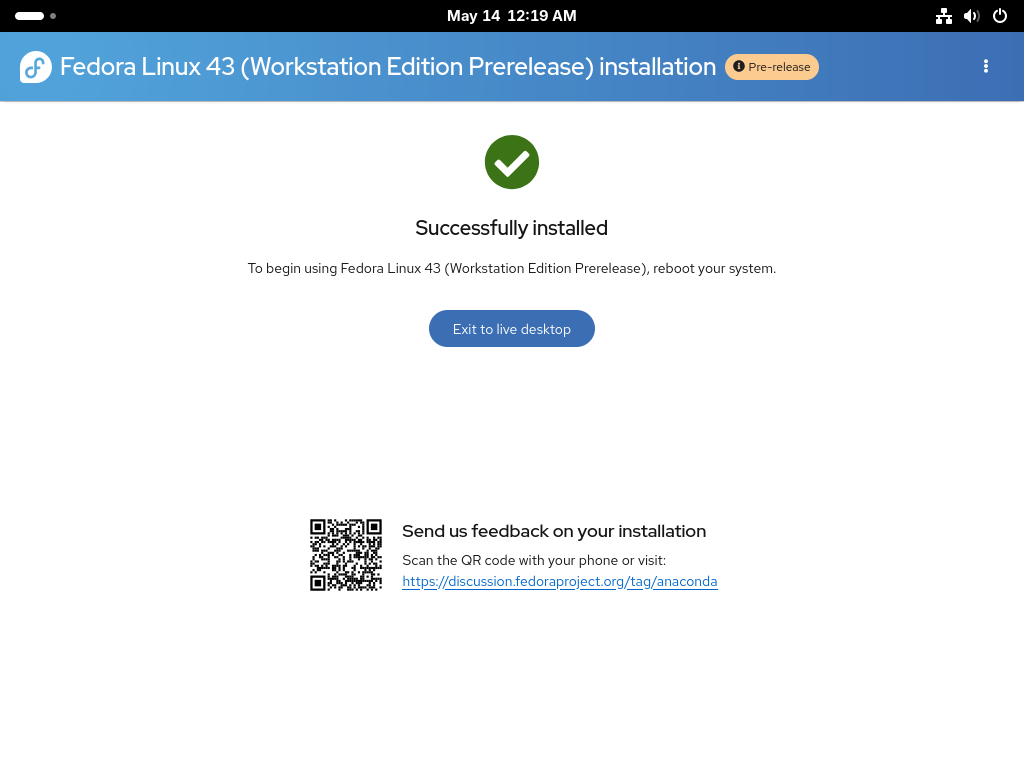 May 14 12:19 AM
Fedora Linux 43 (Workstation Edition Prerelease) installation
Pre-release
Successfully installed
To begin using Fedora Linux 43 (Workstation Edition Prerelease), reboot your system.
Exit to live desktop
Send us feedback on your installation
Scan the QR code with your phone or visit:
https://discussion.fedoraproject.org/tag/anaconda